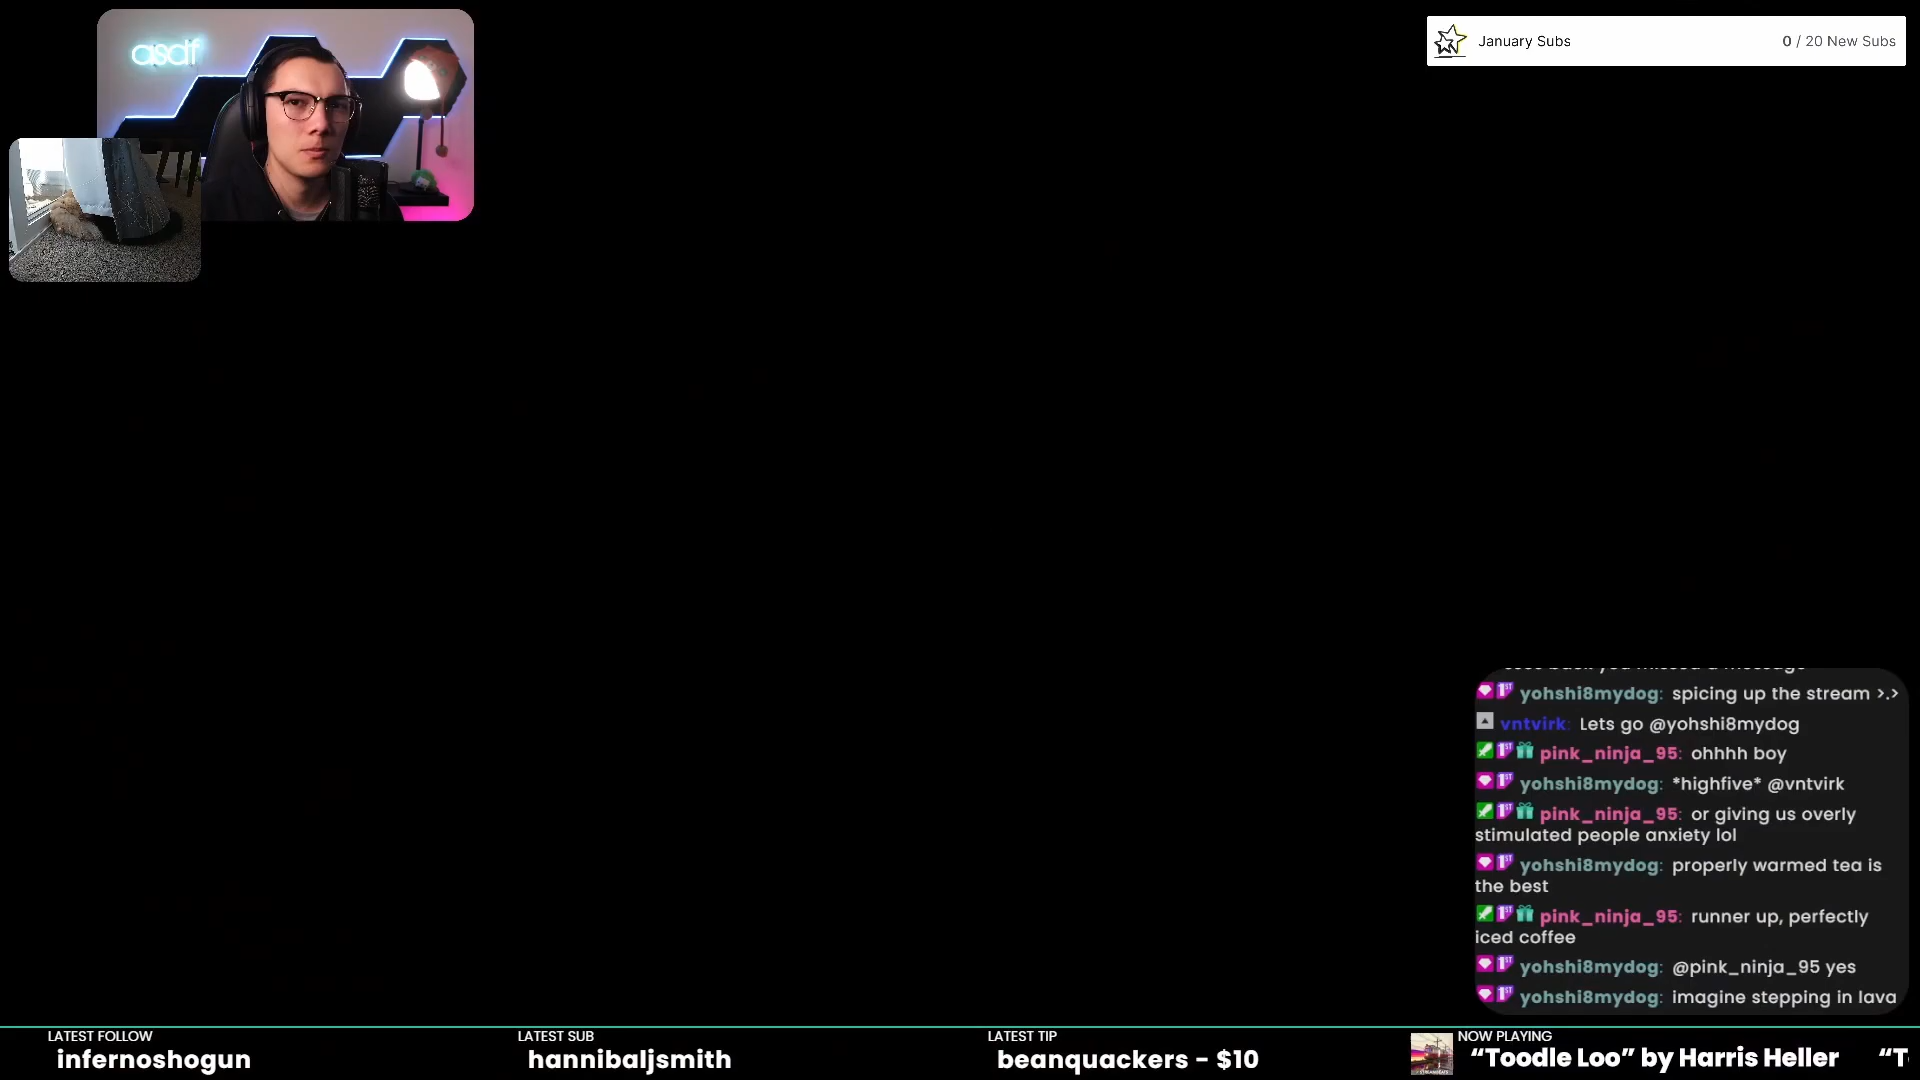 asdf
January Subs
0 / 20 New Subs
yohshi8mydog: spicing up the stream >.>
vntvirk: Lets go @yohshi8mydog
pink_ninja_95: ohhhh boy
yohshi8mydog: *highfive* @vntvirk
pink_ninja_95: or giving us overly
stimulated people anxiety lol
yohshi8mydog: properly warmed tea is
the best
pink_ninja_95: runner up, perfectly
iced coffee
yohshi8mydog: @pink_ninja_95 yes
yohshi8mydog: imagine stepping in lava
LATEST FOLLOW
infernoshogun
LATEST SUB
hannibaljsmith
LATEST TIP
beanquackers - $10
NOW PLAYING
“Toodle Loo” by Harris Heller